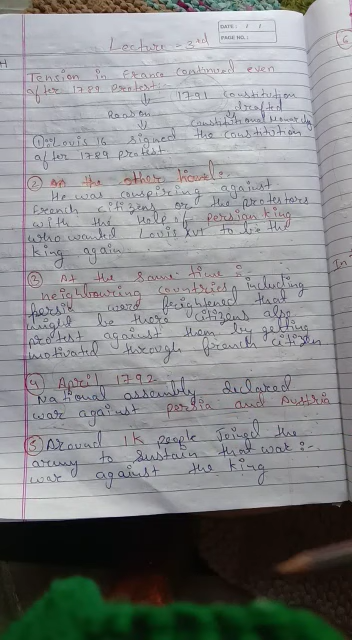 DATE: / /
PAGE NO.:
Lecture - 3rd
Tension in France continued even
after 1789 Protest:-
1791 constitution
drafted
Reason
constitutional monarchy
① Louis 16 signed the constitution
after 1789 protest
② On the other hand:-
He was conspiring against
French citizens or the protestors
with the help of Persian king
who wanted Louis to be the
king again
③ At the same time:-
neighbouring countries including
persia were frightened that
might be there citizens also
protest against them by getting
motivated through french citizen
④ April 1792-
National assembly declared
war against persia and Austria
⑤ Around 1K people joined the
army to sustain that war:-
war against the king
6
In